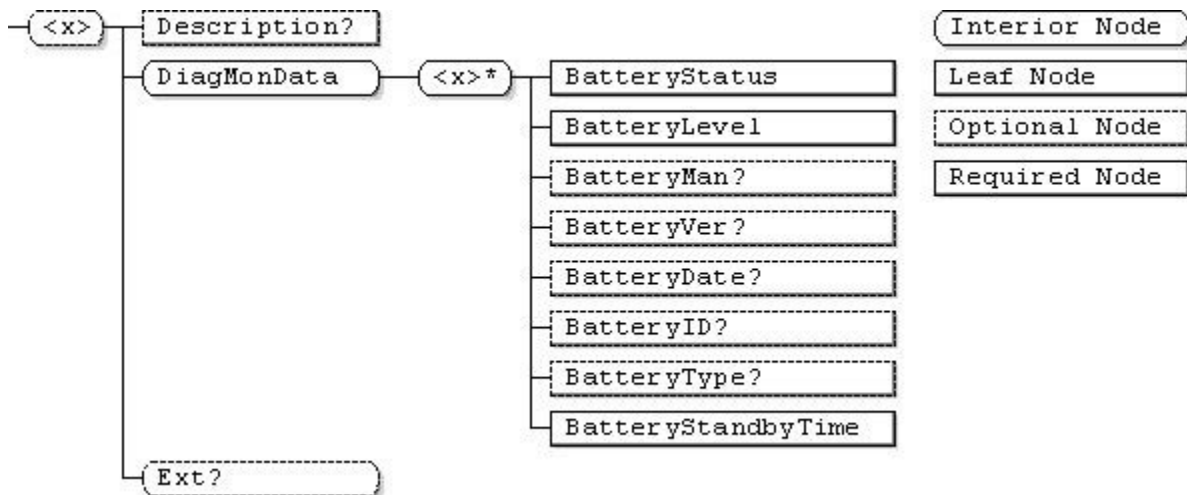 <x> Description? Interior Node
DiagMonData <x>* BatteryStatus Leaf Node
BatteryLevel Optional Node
BatteryMan? Required Node
BatteryVer?
BatteryDate?
BatteryID?
BatteryType?
BatteryStandbyTime
Ext?